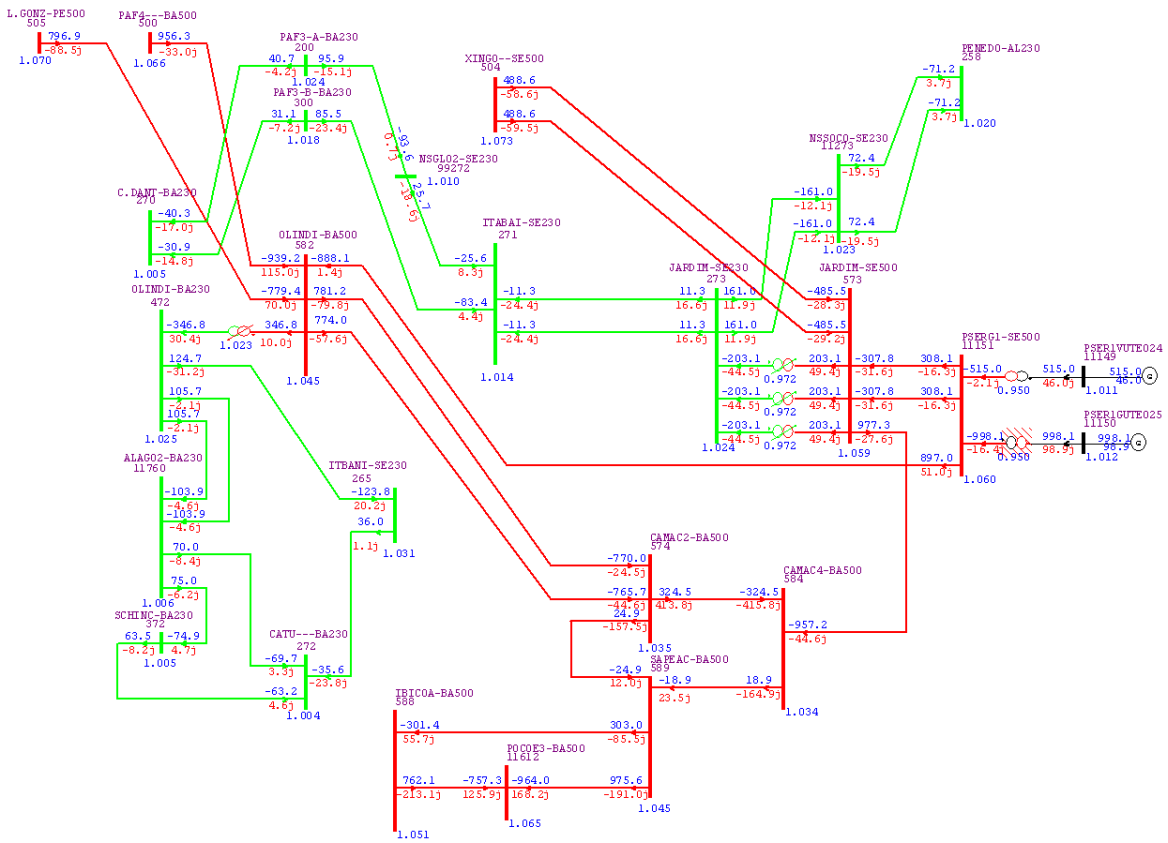 L.GONZ-PE500
505
796.9
-88.5j
1.070
PAF4---BA500
500
956.3
-33.0j
1.066
PAF3-A-BA230
200
40.7 95.9
-4.2j -15.1j
1.024
PAF3-B-BA230
300
31.1 85.5
-7.2j -23.4j
1.018
XINGO--SE500
504
488.6
-58.6j
488.6
-59.5j
1.073
PENEDO-AL230
258
-71.2
3.7j
-71.2
3.7j
1.020
-93.6
0.7j
NSGL02-SE230
99272
1.010
25.7
-18.6j
NSSOCO-SE230
11273
72.4
-19.5j
-161.0
-12.1j
-161.0 72.4
-12.1j -19.5j
1.023
C.DANT-BA230
270
-40.3
-17.0j
-30.9
-14.8j
1.005
OLINDI-BA500
582
-939.2 -888.1
115.0j 1.4j
-779.4 781.2
70.0j -79.8j
346.8 774.0
10.0j -57.6j
1.023
1.045
ITABAI-SE230
271
-25.6
8.3j
-83.4 -11.3
4.4j -24.4j
-11.3
-24.4j
1.014
OLINDI-BA230
472
-346.8
30.4j
124.7
-31.2j
105.7
-2.1j
105.7
-2.1j
1.025
JARDIM-SE230
273
11.3 161.0
16.6j 11.9j
11.3 161.0
16.6j 11.9j
-203.1
-44.5j
0.972
-203.1
-44.5j
0.972
-203.1
-44.5j
0.972
1.024
JARDIM-SE500
573
-485.5
-28.3j
-485.5
-29.2j
203.1 -307.8
49.4j -31.6j
203.1 -307.8
49.4j -31.6j
203.1 977.3
49.4j -27.6j
1.059
PSERG1-SE500
11151
308.1 -515.0
-16.3j -2.1j
0.950
308.1
-16.3j
-998.1
-16.4j
0.950
897.0
51.0j
1.060
PSER1VUTE024
11149
515.0 515.0
46.0j 46.0j
1.011
PSER1GUTE025
11150
998.1 998.1
98.9j 98.9j
1.012
ALAG02-BA230
11760
-103.9
-4.6j
-103.9
-4.6j
70.0
-8.4j
75.0
-6.2j
1.006
ITBANI-SE230
265
-123.8
20.2j
36.0
1.1j
1.031
SCHINC-BA230
372
63.5 -74.9
-8.2j 4.7j
1.005
CATU---BA230
272
-69.7
3.3j
-35.6
-23.8j
-63.2
4.6j
1.004
CAMAC2-BA500
574
-770.0
-24.5j
-765.7 324.5
-44.6j 413.8j
24.9
-157.5j
1.035
CAMAC4-BA500
584
-324.5
-415.8j
-957.2
-44.6j
18.9
-164.9j
1.034
SAPEAC-BA500
589
-24.9
12.0j
-18.9
23.5j
303.0
-85.5j
975.6
-191.0j
1.045
IBICOA-BA500
588
-301.4
55.7j
762.1
-213.1j
1.051
POCOE3-BA500
11612
-757.3 -964.0
125.9j 168.2j
1.065